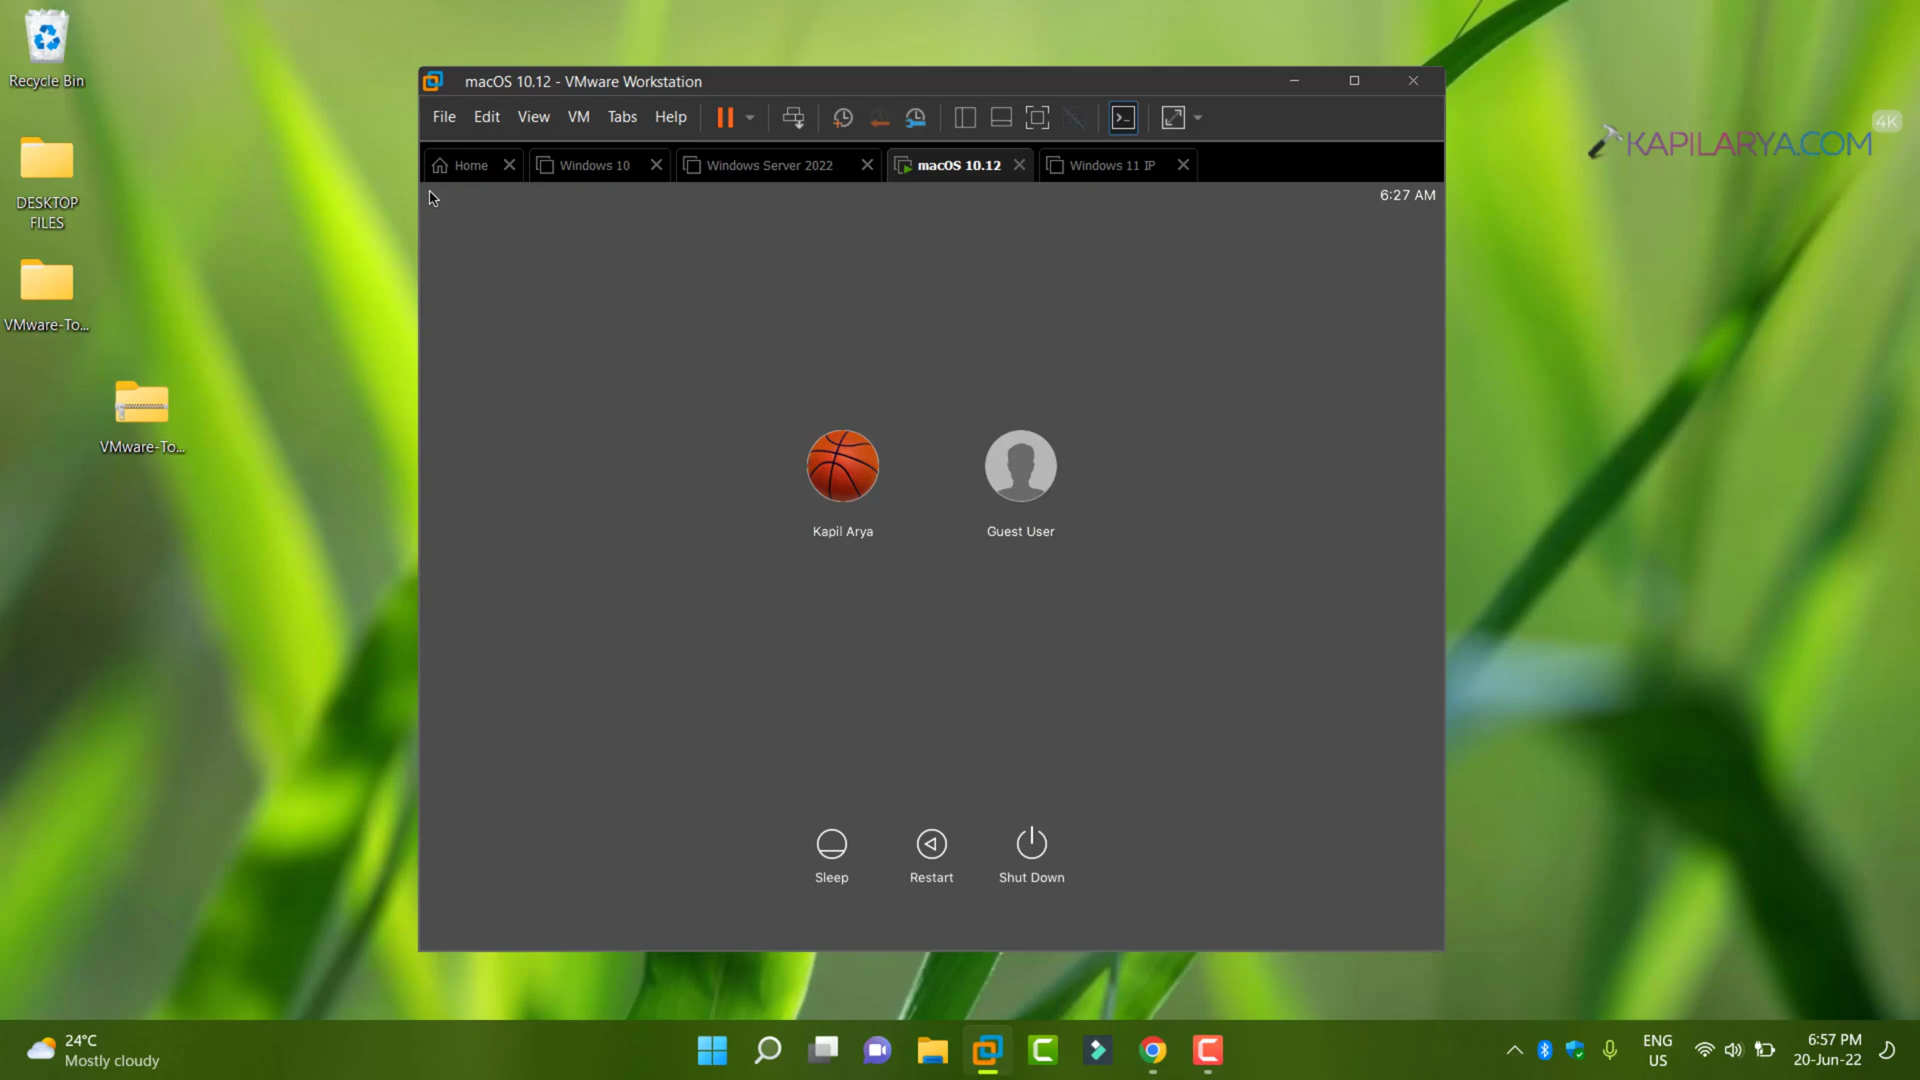 Recycle Bin
DESKTOP
FILES
VMware-To...
VMware-To...
macOS 10.12 - VMware Workstation
File Edit View VM Tabs Help
Home Windows 10 Windows Server 2022 macOS 10.12 Windows 11 IP
6:27 AM
4K
KAPILARYA.COM
Kapil Arya Guest User
Sleep Restart Shut Down
24°C
Mostly cloudy
ENG
US
6:57 PM
20-Jun-22